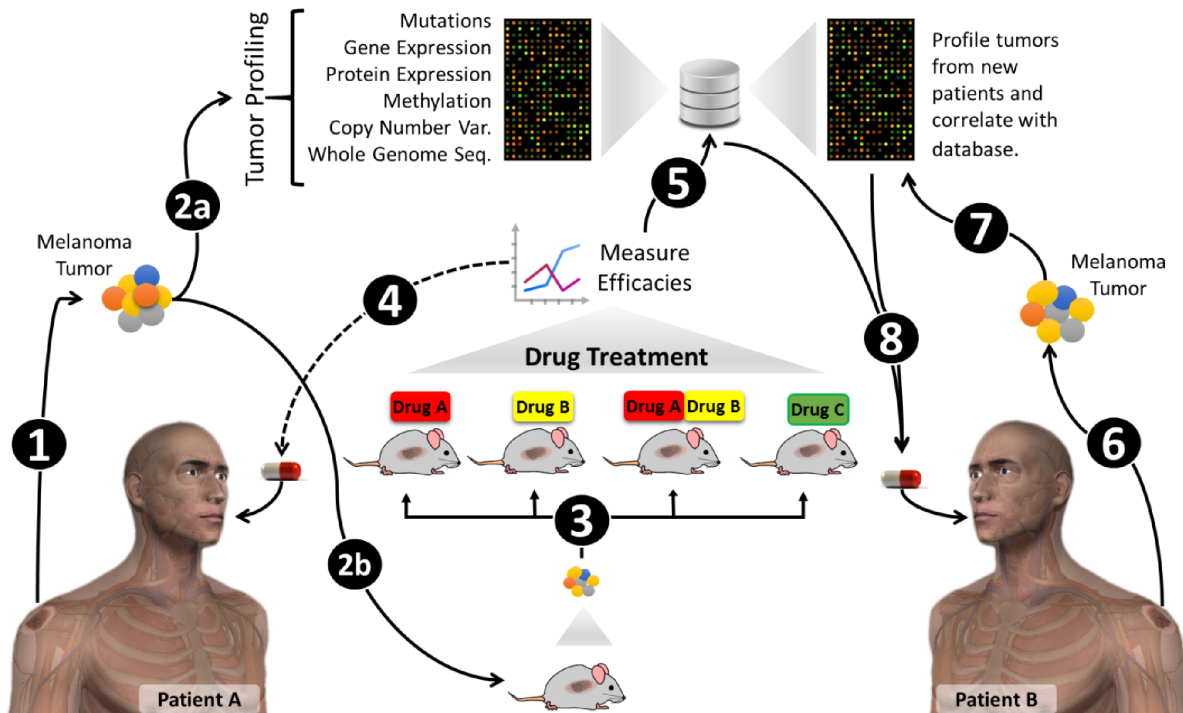 Tumor Profiling
Mutations
Gene Expression
Protein Expression
Methylation
Copy Number Var.
Whole Genome Seq.
Profile tumors
from new
patients and
correlate with
database.
2a
5
7
Melanoma
Tumor
4
Measure
Efficacies
Melanoma
Tumor
8
Drug Treatment
Drug A
Drug B
Drug A
Drug B
Drug C
1
6
3
2b
Patient A
Patient B